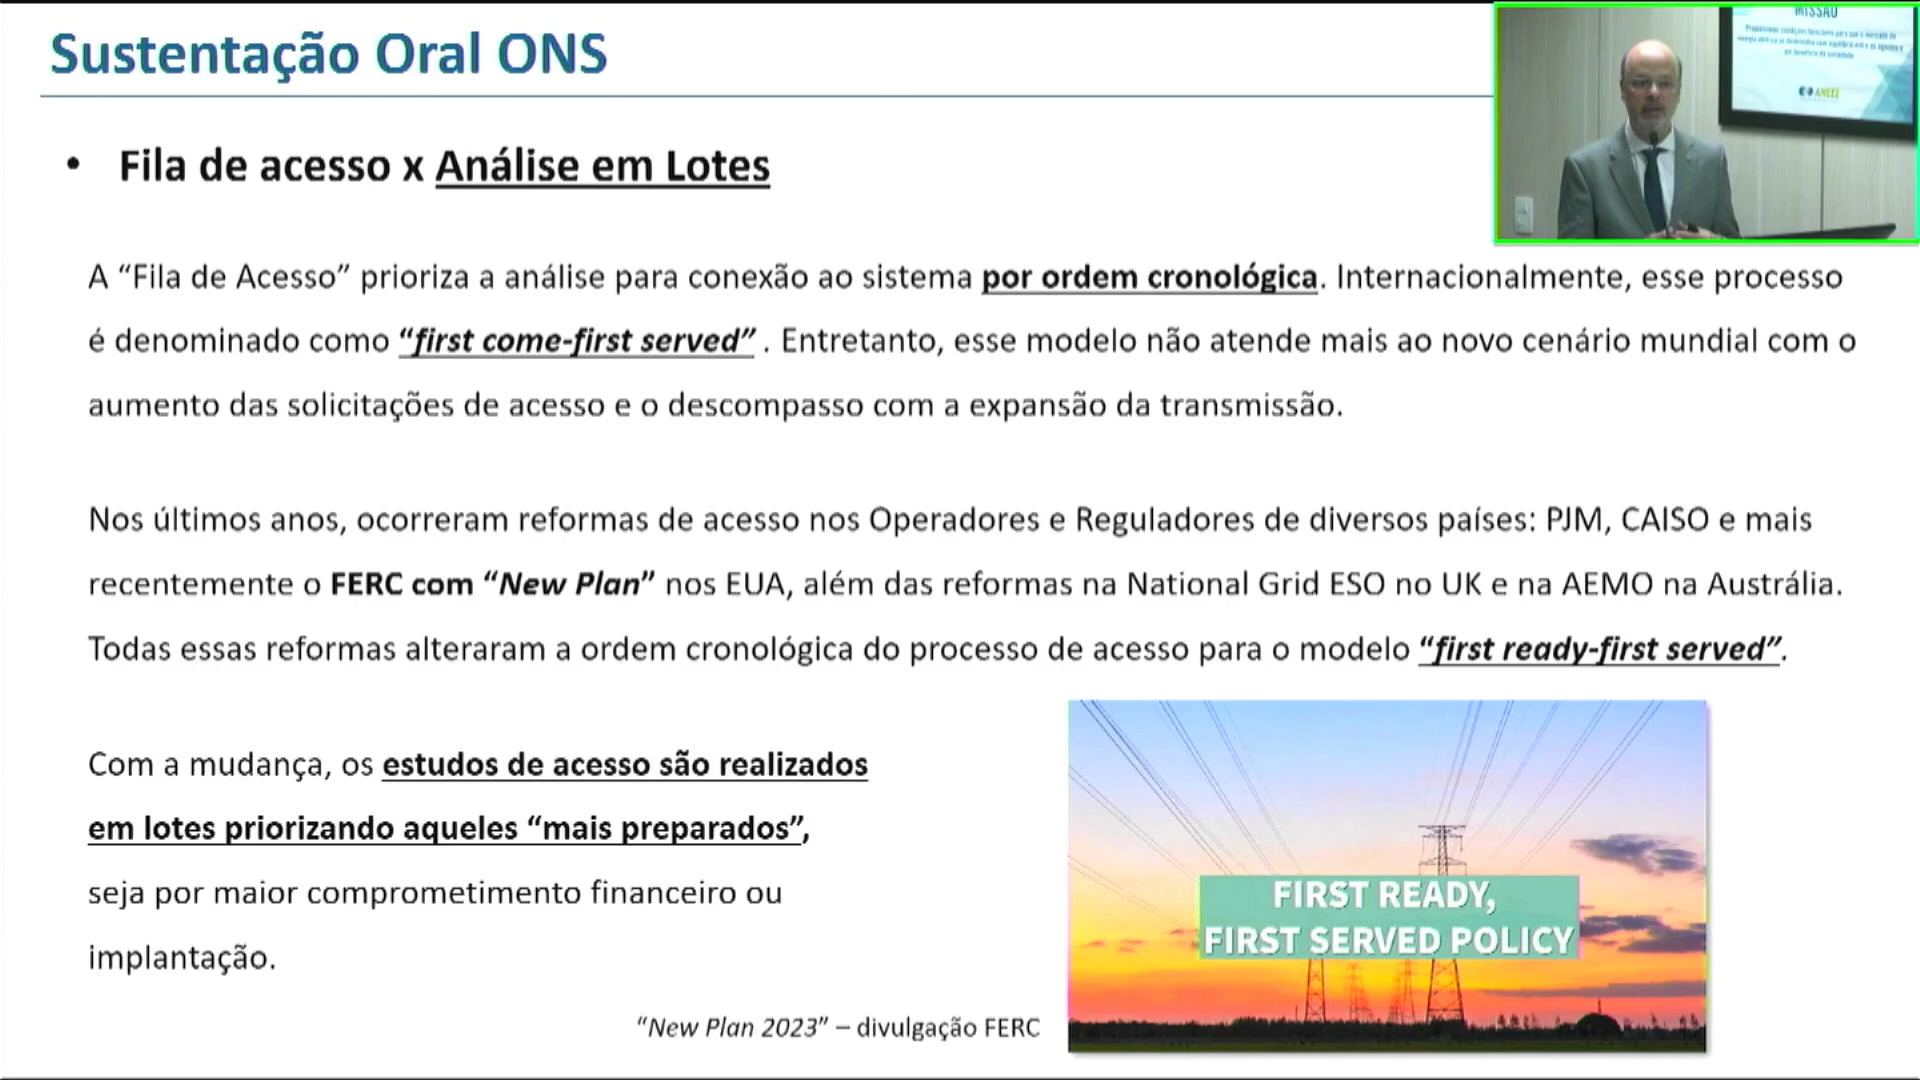 Sustentação Oral ONS
MISSÃO
ANEEL
• Fila de acesso x Análise em Lotes
A “Fila de Acesso” prioriza a análise para conexão ao sistema por ordem cronológica. Internacionalmente, esse processo
é denominado como “first come-first served” . Entretanto, esse modelo não atende mais ao novo cenário mundial com o
aumento das solicitações de acesso e o descompasso com a expansão da transmissão.
Nos últimos anos, ocorreram reformas de acesso nos Operadores e Reguladores de diversos países: PJM, CAISO e mais
recentemente o FERC com “New Plan” nos EUA, além das reformas na National Grid ESO no UK e na AEMO na Austrália.
Todas essas reformas alteraram a ordem cronológica do processo de acesso para o modelo “first ready-first served”.
Com a mudança, os estudos de acesso são realizados
em lotes priorizando aqueles “mais preparados”,
seja por maior comprometimento financeiro ou
implantação.
FIRST READY,
FIRST SERVED POLICY
“New Plan 2023” – divulgação FERC